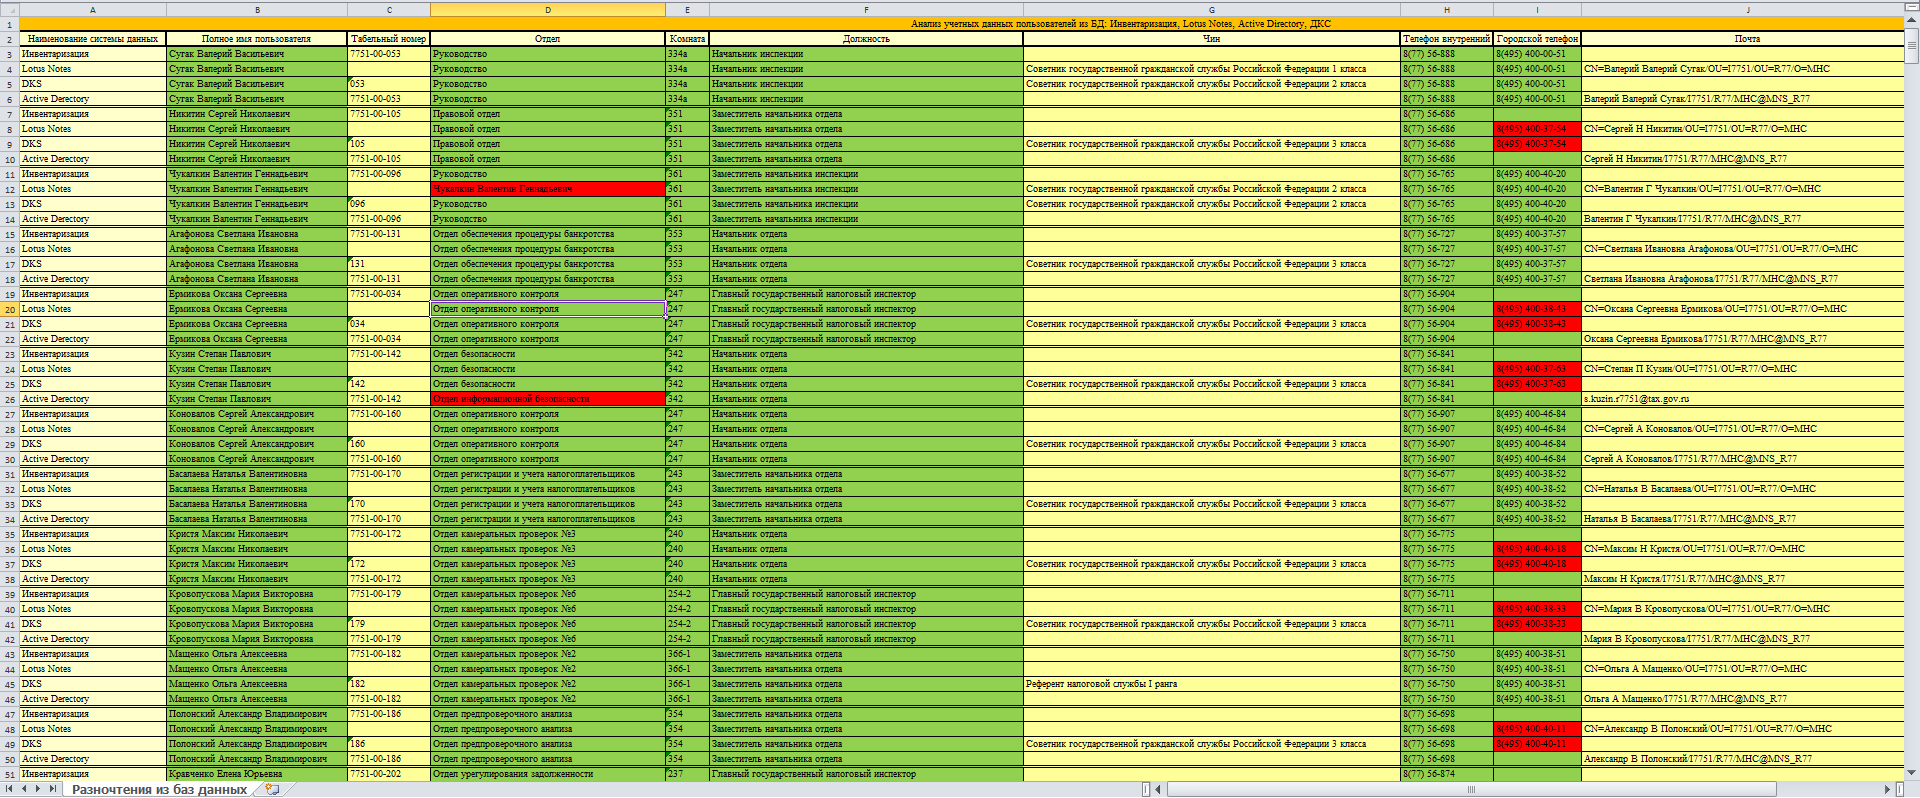 A B C D E F G H I J
1 Анализ учетных данных пользователей из БД: Инвентаризация, Lotus Notes, Active Directory, ДКС
2 Наименование системы данных Полное имя пользователя Табельный номер Отдел Комната Должность Чин Телефон внутренний Городской телефон Почта
3 Инвентаризация Сугак Валерий Васильевич 7751-00-053 Руководство 334а Начальник инспекции 8(77) 56-888 8(495) 400-00-51
4 Lotus Notes Сугак Валерий Васильевич Руководство 334а Начальник инспекции Советник государственной гражданской службы Российской Федерации 1 класса 8(77) 56-888 8(495) 400-00-51 CN=Валерий Валерий Сугак/OU=I7751/OU=R77/O=МНС
5 DKS Сугак Валерий Васильевич 053 Руководство 334а Начальник инспекции Советник государственной гражданской службы Российской Федерации 2 класса 8(77) 56-888 8(495) 400-00-51
6 Active Derectory Сугак Валерий Васильевич 7751-00-053 Руководство 334а Начальник инспекции 8(77) 56-888 8(495) 400-00-51 Валерий Валерий Сугак/I7751/R77/МНС@MNS_R77
7 Инвентаризация Никитин Сергей Николаевич 7751-00-105 Правовой отдел 351 Заместитель начальника отдела 8(77) 56-686
8 Lotus Notes Никитин Сергей Николаевич Правовой отдел 351 Заместитель начальника отдела 8(77) 56-686 8(495) 400-37-54 CN=Сергей Н Никитин/OU=I7751/OU=R77/O=МНС
9 DKS Никитин Сергей Николаевич 105 Правовой отдел 351 Заместитель начальника отдела Советник государственной гражданской службы Российской Федерации 3 класса 8(77) 56-686 8(495) 400-37-54
10 Active Derectory Никитин Сергей Николаевич 7751-00-105 Правовой отдел 351 Заместитель начальника отдела 8(77) 56-686 Сергей Н Никитин/I7751/R77/МНС@MNS_R77
11 Инвентаризация Чукалкин Валентин Геннадьевич 7751-00-096 Руководство 361 Заместитель начальника инспекции 8(77) 56-765 8(495) 400-40-20
12 Lotus Notes Чукалкин Валентин Геннадьевич Чукалкин Валентин Геннадьевич 361 Заместитель начальника инспекции Советник государственной гражданской службы Российской Федерации 2 класса 8(77) 56-765 8(495) 400-40-20 CN=Валентин Г Чукалкин/OU=I7751/OU=R77/O=МНС
13 DKS Чукалкин Валентин Геннадьевич 096 Руководство 361 Заместитель начальника инспекции Советник государственной гражданской службы Российской Федерации 2 класса 8(77) 56-765 8(495) 400-40-20
14 Active Derectory Чукалкин Валентин Геннадьевич 7751-00-096 Руководство 361 Заместитель начальника инспекции 8(77) 56-765 8(495) 400-40-20 Валентин Г Чукалкин/I7751/R77/МНС@MNS_R77
15 Инвентаризация Агафонова Светлана Ивановна 7751-00-131 Отдел обеспечения процедуры банкротства 353 Начальник отдела 8(77) 56-727 8(495) 400-37-57
16 Lotus Notes Агафонова Светлана Ивановна Отдел обеспечения процедуры банкротства 353 Начальник отдела 8(77) 56-727 8(495) 400-37-57 CN=Светлана Ивановна Агафонова/OU=I7751/OU=R77/O=МНС
17 DKS Агафонова Светлана Ивановна 131 Отдел обеспечения процедуры банкротства 353 Начальник отдела Советник государственной гражданской службы Российской Федерации 3 класса 8(77) 56-727 8(495) 400-37-57
18 Active Derectory Агафонова Светлана Ивановна 7751-00-131 Отдел обеспечения процедуры банкротства 353 Начальник отдела 8(77) 56-727 8(495) 400-37-57 Светлана Ивановна Агафонова/I7751/R77/МНС@MNS_R77
19 Инвентаризация Ермикова Оксана Сергеевна 7751-00-034 Отдел оперативного контроля 247 Главный государственный налоговый инспектор 8(77) 56-904
20 Lotus Notes Ермикова Оксана Сергеевна Отдел оперативного контроля 247 Главный государственный налоговый инспектор 8(77) 56-904 8(495) 400-38-43 CN=Оксана Сергеевна Ермикова/OU=I7751/OU=R77/O=МНС
21 DKS Ермикова Оксана Сергеевна 034 Отдел оперативного контроля 247 Главный государственный налоговый инспектор Советник государственной гражданской службы Российской Федерации 3 класса 8(77) 56-904 8(495) 400-38-43
22 Active Derectory Ермикова Оксана Сергеевна 7751-00-034 Отдел оперативного контроля 247 Главный государственный налоговый инспектор 8(77) 56-904 Оксана Сергеевна Ермикова/I7751/R77/МНС@MNS_R77
23 Инвентаризация Кузин Степан Павлович 7751-00-142 Отдел безопасности 342 Начальник отдела 8(77) 56-841
24 Lotus Notes Кузин Степан Павлович Отдел безопасности 342 Начальник отдела 8(77) 56-841 8(495) 400-37-63 CN=Степан П Кузин/OU=I7751/OU=R77/O=МНС
25 DKS Кузин Степан Павлович 142 Отдел безопасности 342 Начальник отдела Советник государственной гражданской службы Российской Федерации 3 класса 8(77) 56-841 8(495) 400-37-63
26 Active Derectory Кузин Степан Павлович 7751-00-142 Отдел информационной безопасности 342 Начальник отдела 8(77) 56-841 s.kuzin.r7751@tax.gov.ru
27 Инвентаризация Коновалов Сергей Александрович 7751-00-160 Отдел оперативного контроля 247 Начальник отдела 8(77) 56-907 8(495) 400-46-84
28 Lotus Notes Коновалов Сергей Александрович Отдел оперативного контроля 247 Начальник отдела 8(77) 56-907 8(495) 400-46-84 CN=Сергей А Коновалов/OU=I7751/OU=R77/O=МНС
29 DKS Коновалов Сергей Александрович 160 Отдел оперативного контроля 247 Начальник отдела Советник государственной гражданской службы Российской Федерации 3 класса 8(77) 56-907 8(495) 400-46-84
30 Active Derectory Коновалов Сергей Александрович 7751-00-160 Отдел оперативного контроля 247 Начальник отдела 8(77) 56-907 8(495) 400-46-84 Сергей А Коновалов/I7751/R77/МНС@MNS_R77
31 Инвентаризация Басалаева Наталья Валентиновна 7751-00-170 Отдел регистрации и учета налогоплательщиков 243 Заместитель начальника отдела 8(77) 56-677 8(495) 400-38-52
32 Lotus Notes Басалаева Наталья Валентиновна Отдел регистрации и учета налогоплательщиков 243 Заместитель начальника отдела 8(77) 56-677 8(495) 400-38-52 CN=Наталья В Басалаева/OU=I7751/OU=R77/O=МНС
33 DKS Басалаева Наталья Валентиновна 170 Отдел регистрации и учета налогоплательщиков 243 Заместитель начальника отдела Советник государственной гражданской службы Российской Федерации 3 класса 8(77) 56-677 8(495) 400-38-52
34 Active Derectory Басалаева Наталья Валентиновна 7751-00-170 Отдел регистрации и учета налогоплательщиков 243 Заместитель начальника отдела 8(77) 56-677 8(495) 400-38-52 Наталья В Басалаева/I7751/R77/МНС@MNS_R77
35 Инвентаризация Кристя Максим Николаевич 7751-00-172 Отдел камеральных проверок №3 240 Начальник отдела 8(77) 56-775
36 Lotus Notes Кристя Максим Николаевич Отдел камеральных проверок №3 240 Начальник отдела 8(77) 56-775 8(495) 400-40-18 CN=Максим Н Кристя/OU=I7751/OU=R77/O=МНС
37 DKS Кристя Максим Николаевич 172 Отдел камеральных проверок №3 240 Начальник отдела Советник государственной гражданской службы Российской Федерации 3 класса 8(77) 56-775 8(495) 400-40-18
38 Active Derectory Кристя Максим Николаевич 7751-00-172 Отдел камеральных проверок №3 240 Начальник отдела 8(77) 56-775 Максим Н Кристя/I7751/R77/МНС@MNS_R77
39 Инвентаризация Кровопускова Мария Викторовна 7751-00-179 Отдел камеральных проверок №6 254-2 Главный государственный налоговый инспектор 8(77) 56-711
40 Lotus Notes Кровопускова Мария Викторовна Отдел камеральных проверок №6 254-2 Главный государственный налоговый инспектор 8(77) 56-711 8(495) 400-38-33 CN=Мария В Кровопускова/OU=I7751/OU=R77/O=МНС
41 DKS Кровопускова Мария Викторовна 179 Отдел камеральных проверок №6 254-2 Главный государственный налоговый инспектор Советник государственной гражданской службы Российской Федерации 3 класса 8(77) 56-711 8(495) 400-38-33
42 Active Derectory Кровопускова Мария Викторовна 7751-00-179 Отдел камеральных проверок №6 254-2 Главный государственный налоговый инспектор 8(77) 56-711 Мария В Кровопускова/I7751/R77/МНС@MNS_R77
43 Инвентаризация Мащенко Ольга Алексеевна 7751-00-182 Отдел камеральных проверок №2 366-1 Заместитель начальника отдела 8(77) 56-750 8(495) 400-38-51
44 Lotus Notes Мащенко Ольга Алексеевна Отдел камеральных проверок №2 366-1 Заместитель начальника отдела 8(77) 56-750 8(495) 400-38-51 CN=Ольга А Мащенко/OU=I7751/OU=R77/O=МНС
45 DKS Мащенко Ольга Алексеевна 182 Отдел камеральных проверок №2 366-1 Заместитель начальника отдела Референт налоговой службы I ранга 8(77) 56-750 8(495) 400-38-51
46 Active Derectory Мащенко Ольга Алексеевна 7751-00-182 Отдел камеральных проверок №2 366-1 Заместитель начальника отдела 8(77) 56-750 8(495) 400-38-51 Ольга А Мащенко/I7751/R77/МНС@MNS_R77
47 Инвентаризация Полонский Александр Владимирович 7751-00-186 Отдел предпроверочного анализа 354 Заместитель начальника отдела 8(77) 56-698
48 Lotus Notes Полонский Александр Владимирович Отдел предпроверочного анализа 354 Заместитель начальника отдела 8(77) 56-698 8(495) 400-40-11 CN=Александр В Полонский/OU=I7751/OU=R77/O=МНС
49 DKS Полонский Александр Владимирович 186 Отдел предпроверочного анализа 354 Заместитель начальника отдела Советник государственной гражданской службы Российской Федерации 3 класса 8(77) 56-698 8(495) 400-40-11
50 Active Derectory Полонский Александр Владимирович 7751-00-186 Отдел предпроверочного анализа 354 Заместитель начальника отдела 8(77) 56-698 Александр В Полонский/I7751/R77/МНС@MNS_R77
51 Инвентаризация Кравченко Елена Юрьевна 7751-00-202 Отдел урегулирования задолженности 237 Главный государственный налоговый инспектор 8(77) 56-874
Разночтения из баз данных